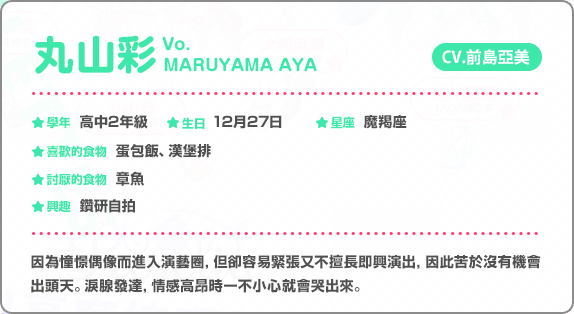 丸山彩 Vo.
MARUYAMA AYA
CV.前島亞美
學年 高中2年級 生日 12月27日 星座 魔羯座
喜歡的食物 蛋包飯、漢堡排
討厭的食物 章魚
興趣 鑽研自拍
因為憧憬偶像而進入演藝圈, 但卻容易緊張又不擅長即興演出, 因此苦於沒有機會
出頭天。淚腺發達, 情感高昂時一不小心就會哭出來。